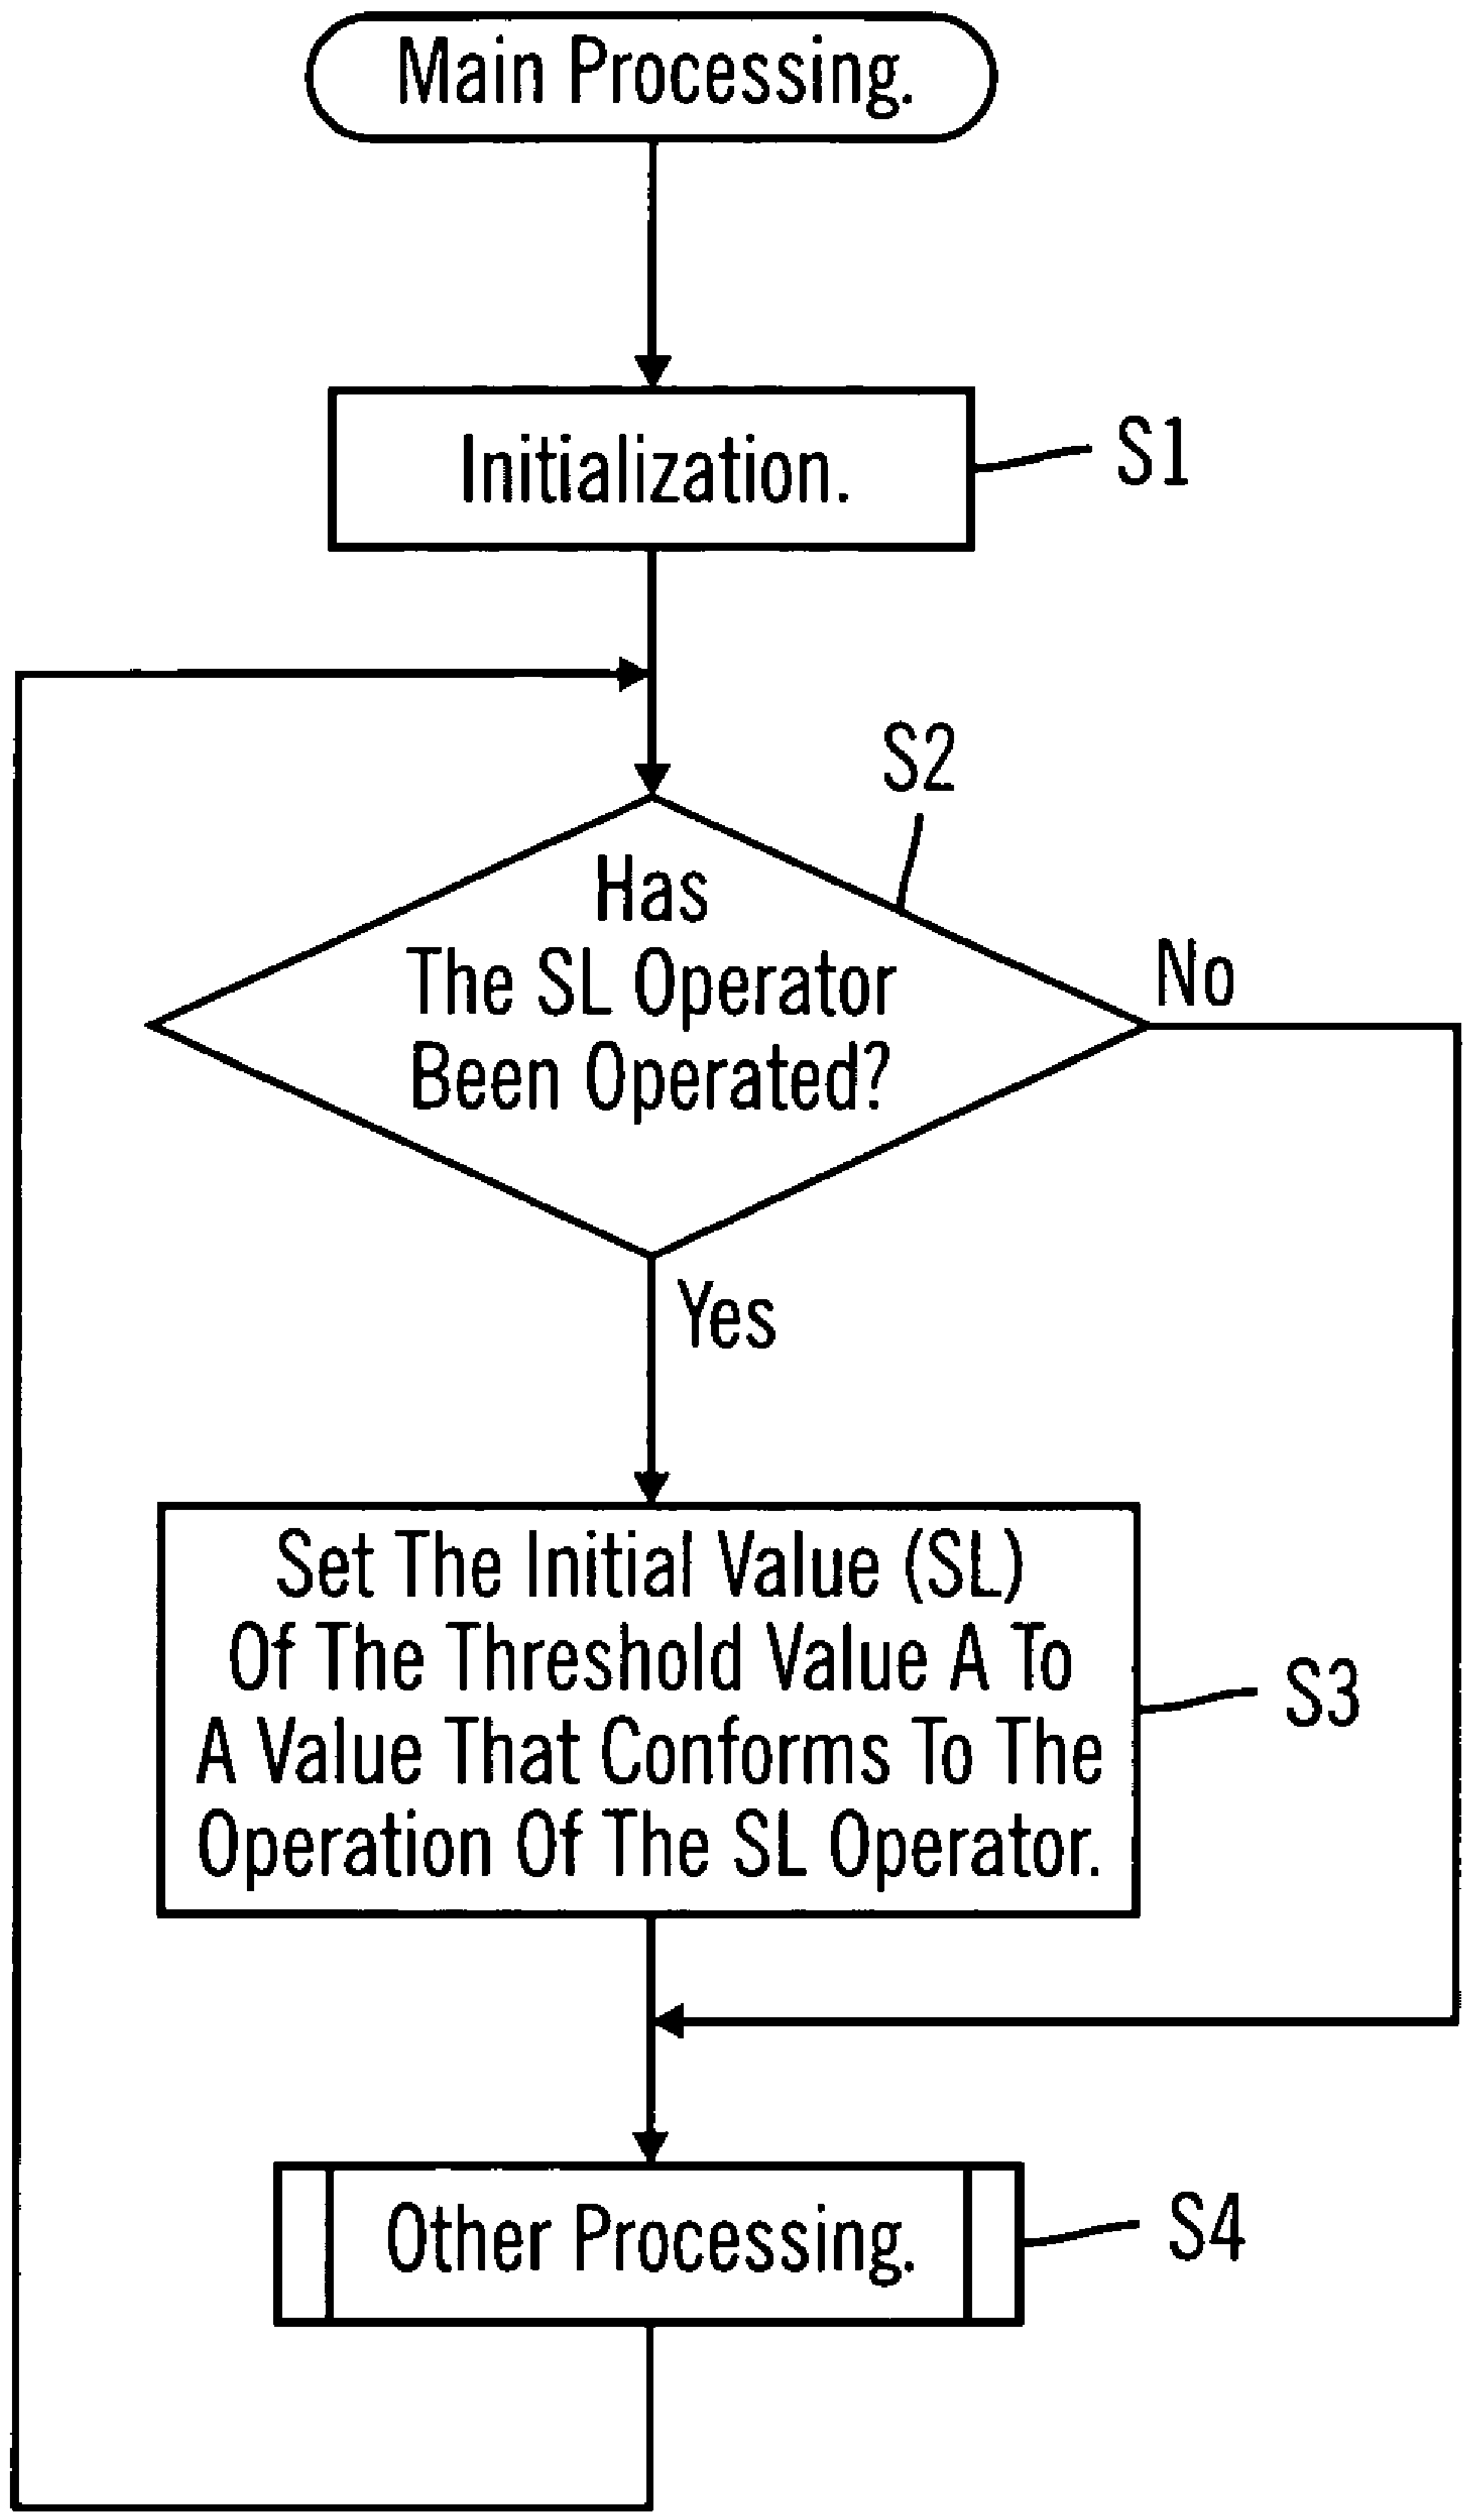 Main Processing.
Initialization.
S1
S2
Has
The SL Operator
Been Operated?
No
Yes
Set The Initial Value (SL)
Of The Threshold Value A To
A Value That Conforms To The
Operation Of The SL Operator.
S3
Other Processing.
S4